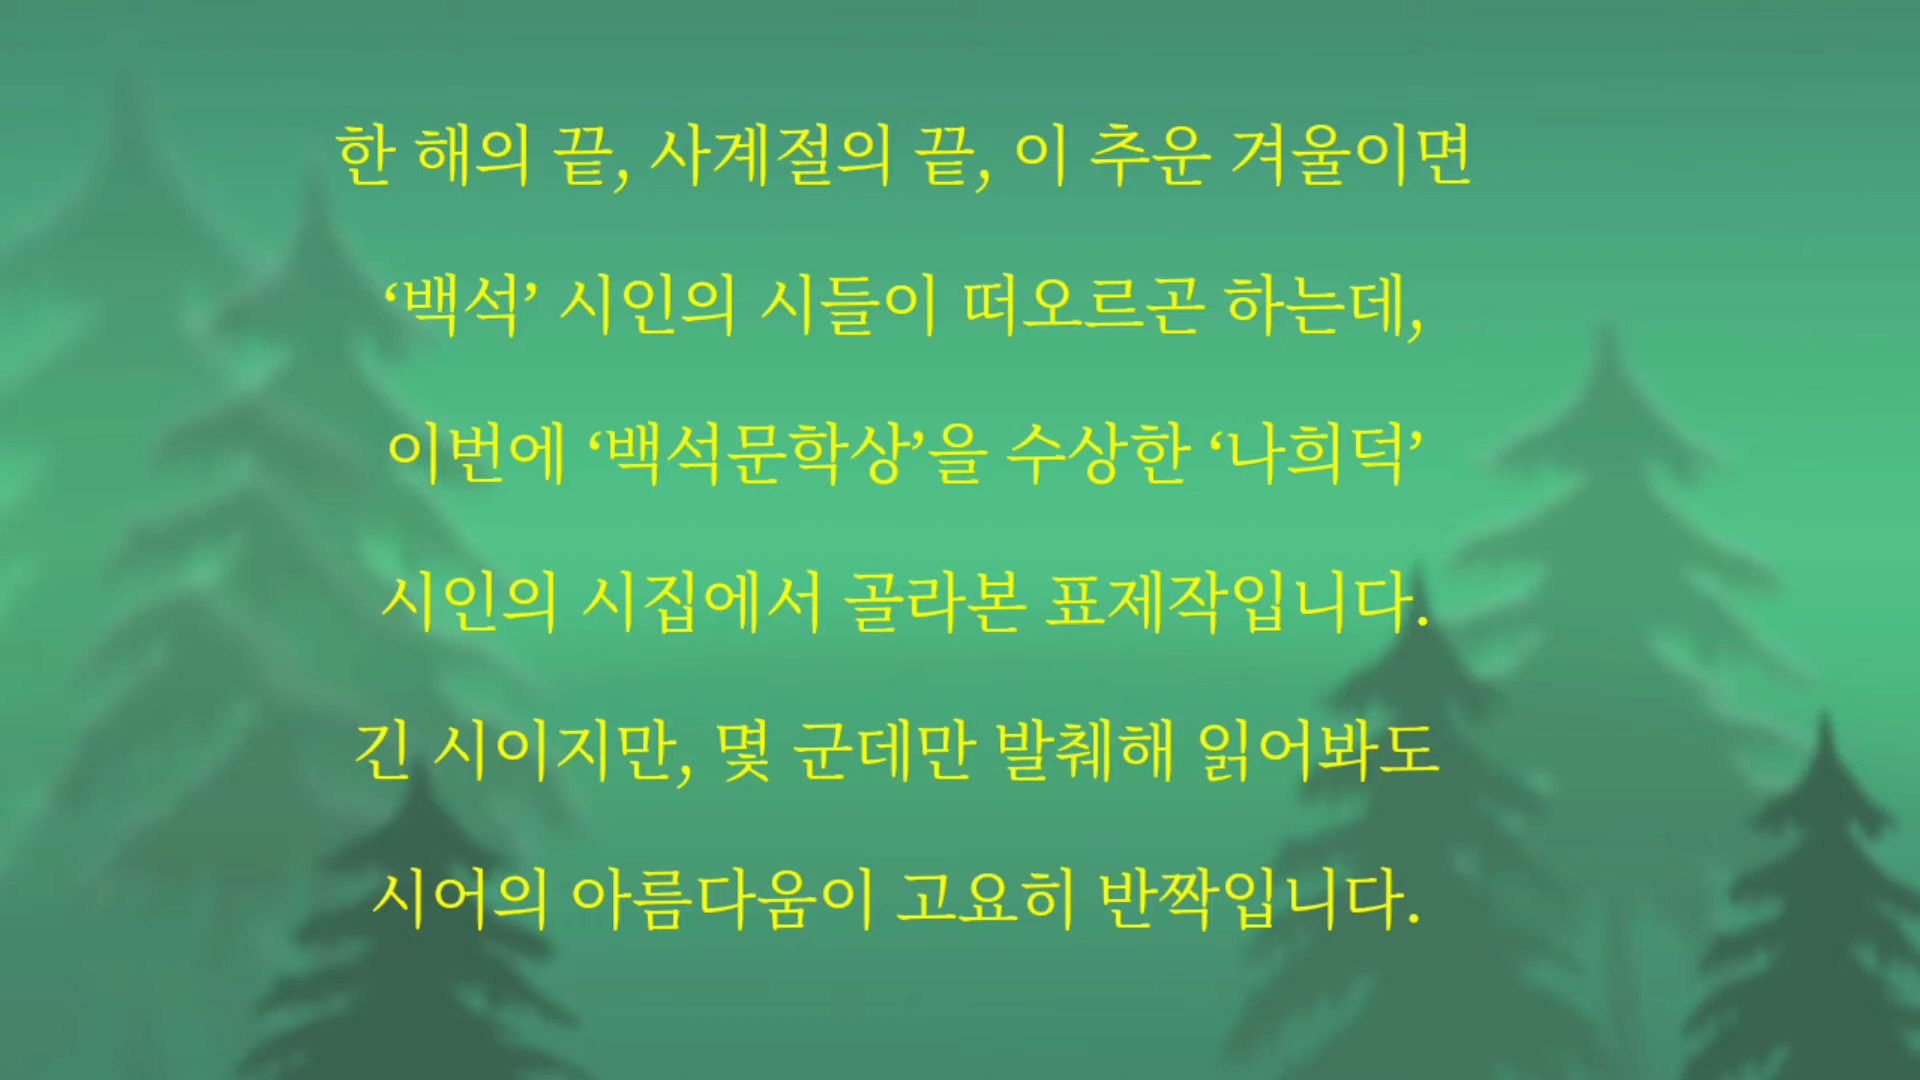 한 해의 끝, 사계절의 끝, 이 추운 겨울이면
‘백석’ 시인의 시들이 떠오르곤 하는데,
이번에 ‘백석문학상’을 수상한 ‘나희덕’
시인의 시집에서 골라본 표제작입니다.
긴 시이지만, 몇 군데만 발췌해 읽어봐도
시어의 아름다움이 고요히 반짝입니다.